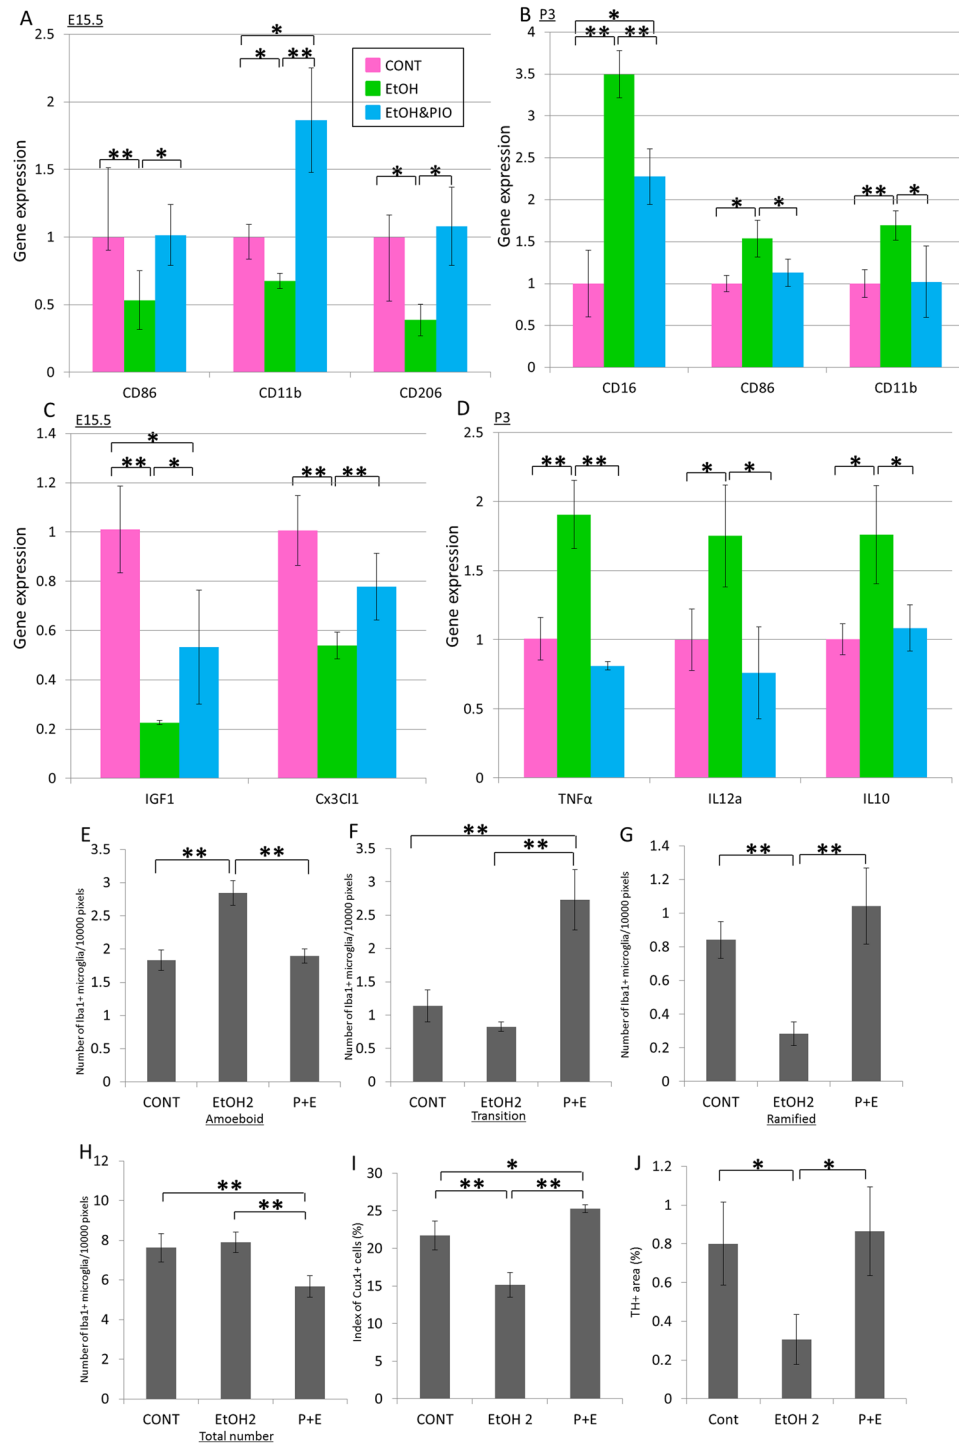 A E15.5
Gene expression
2.5
2
1.5
1
0.5
0
* 
* **
** *
* *
CONT
EtOH
EtOH&PIO
CD86 CD11b CD206
B P3
Gene expression
4
3.5
3
2.5
2
1.5
1
0.5
0
*
** **
* *
** *
CD16 CD86 CD11b
C E15.5
Gene expression
1.4
1.2
1
0.8
0.6
0.4
0.2
0
*
** *
** **
IGF1 Cx3Cl1
D P3
Gene expression
2.5
2
1.5
1
0.5
0
** **
* *
* *
TNFα IL12a IL10
E
Number of Iba1+ microglia/10000 pixels
3.5
3
2.5
2
1.5
1
0.5
0
** **
CONT EtOH2 P+E
Amoeboid
F
Number of Iba1+ microglia/10000 pixels
3.5
3
2.5
2
1.5
1
0.5
0
**
**
CONT EtOH2 P+E
Transition
G
Number of Iba1+ microglia/10000 pixels
1.4
1.2
1
0.8
0.6
0.4
0.2
0
** **
CONT EtOH2 P+E
Ramified
H
Number of Iba1+ microglia/10000 pixels
12
10
8
6
4
2
0
**
**
CONT EtOH2 P+E
Total number
I
Index of Cux1+ cells (%)
30
25
20
15
10
5
0
*
** **
CONT EtOH 2 P+E
J
TH+ area (%)
1.2
1
0.8
0.6
0.4
0.2
0
* *
Cont EtOH 2 P+E